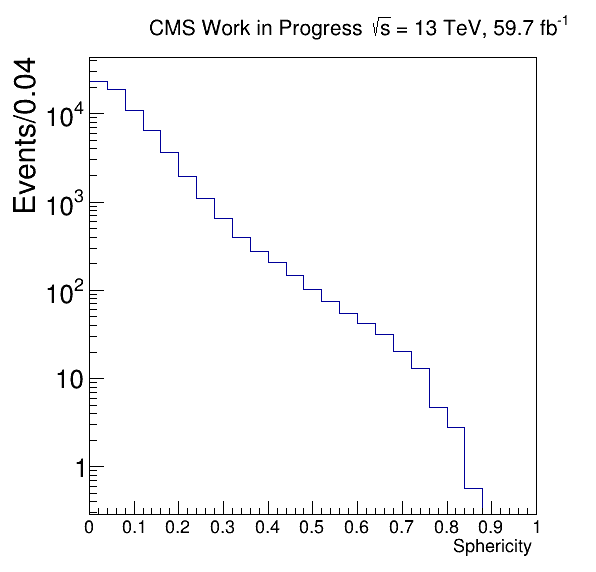 CMS Work in Progress √s = 13 TeV, 59.7 fb⁻¹
Events/0.04
10⁴
10³
10²
10
1
0 0.1 0.2 0.3 0.4 0.5 0.6 0.7 0.8 0.9 1
Sphericity